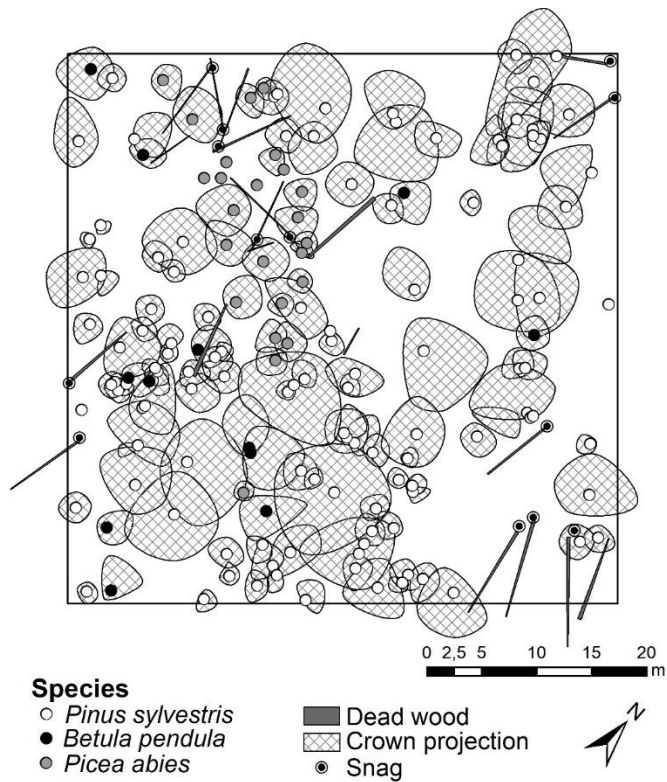 0 2,5 5 10 15 20
m
Species
Pinus sylvestris
Betula pendula
Picea abies
Dead wood
Crown projection
Snag
N